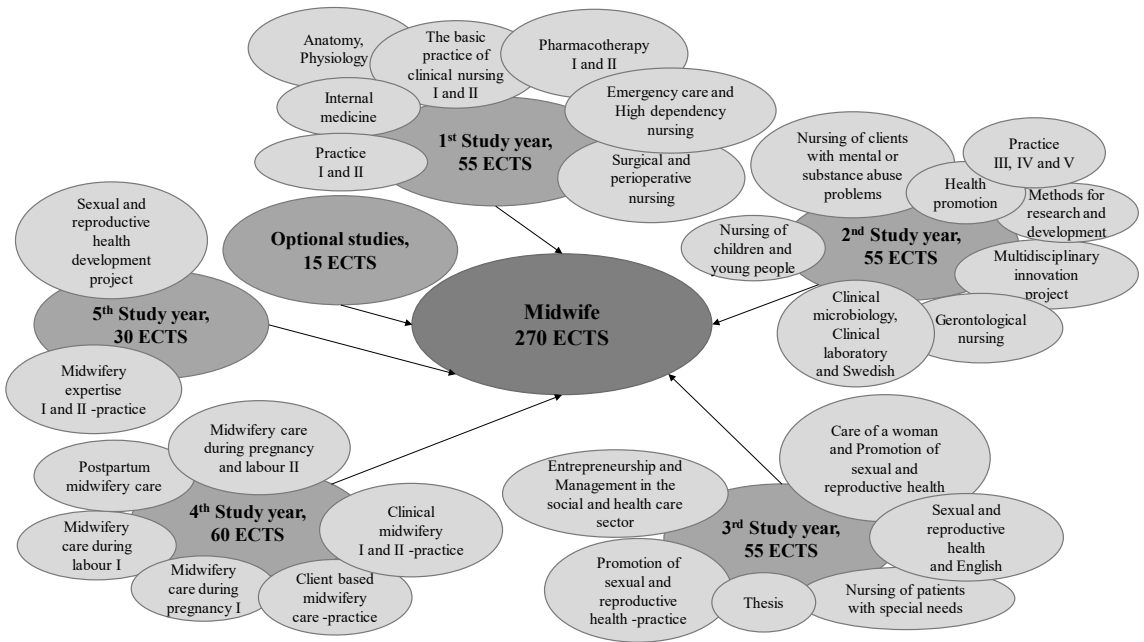 Anatomy,
Physiology
The basic
practice of
clinical nursing
I and II
Pharmacotherapy
I and II
Internal
medicine
Emergency care and
High dependency
nursing
1st Study year,
55 ECTS
Practice
I and II
Surgical and
perioperative
nursing
Nursing of clients
with mental or
substance abuse
problems
Practice
III, IV and V
Health
promotion
Methods for
research and
development
2nd Study year,
55 ECTS
Nursing of
children and
young people
Multidisciplinary
innovation
project
Clinical
microbiology,
Clinical
laboratory
and Swedish
Gerontological
nursing
Sexual and
reproductive
health
development
project
Optional studies,
15 ECTS
Midwife
270 ECTS
5th Study year,
30 ECTS
Midwifery
expertise
I and II -practice
Midwifery care
during pregnancy
and labour II
Postpartum
midwifery care
4th Study year,
60 ECTS
Clinical
midwifery
I and II -practice
Midwifery
care during
labour I
Midwifery
care during
pregnancy I
Client based
midwifery
care -practice
Care of a woman
and Promotion of
sexual and
reproductive health
Entrepreneurship and
Management in the
social and health care
sector
3rd Study year,
55 ECTS
Sexual and
reproductive
health
and English
Promotion of
sexual and
reproductive
health -practice
Thesis
Nursing of patients
with special needs